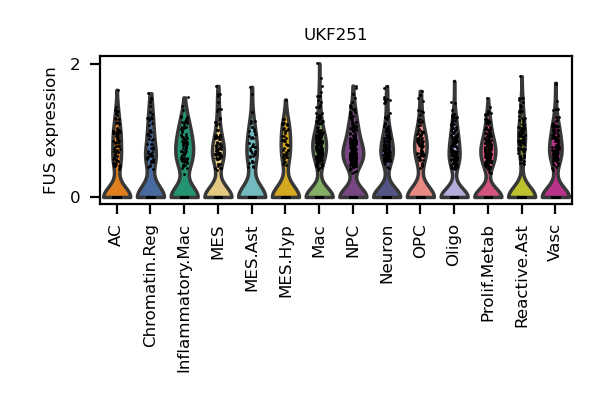 UKF251
FUS expression
2
0
AC
Chromatin.Reg
Inflammatory.Mac
MES
MES.Ast
MES.Hyp
Mac
NPC
Neuron
OPC
Oligo
Prolif.Metab
Reactive.Ast
Vasc